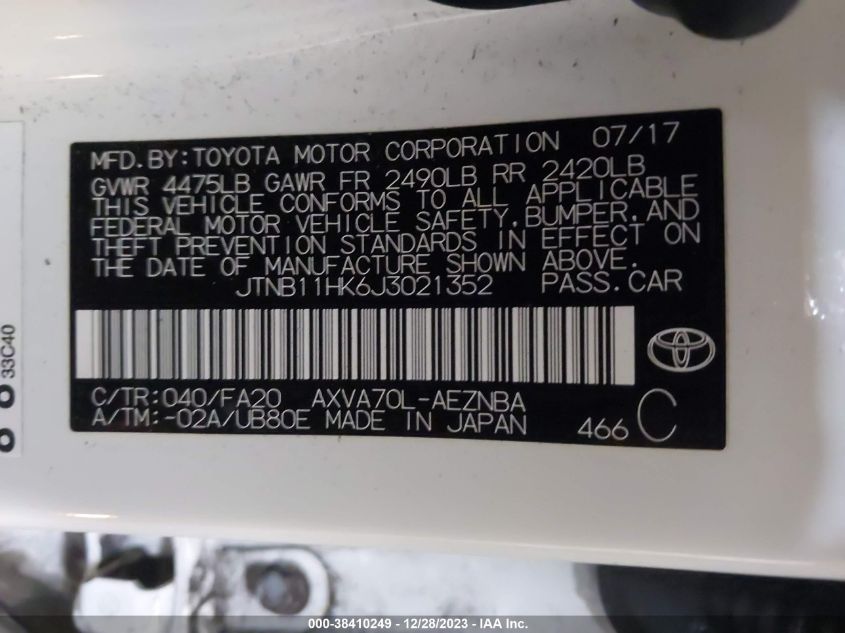 MFD.BY:TOYOTA MOTOR CORPORATION 07/17
GVWR 4475LB GAWR FR 2490LB RR 2420LB
THIS VEHICLE CONFORMS TO ALL APPLICABLE
FEDERAL MOTOR VEHICLE SAFETY,BUMPER,AND
THEFT PREVENTION STANDARDS IN EFFECT ON
THE DATE OF MANUFACTURE SHOWN ABOVE.
JTNB11HK6J3021352 PASS.CAR
C/TR:040/FA20 AXVA70L-AEZNBA
A/TM:-02A/UB80E MADE IN JAPAN 466 C
33C40
000-38410249 - 12/28/2023 - IAA Inc.